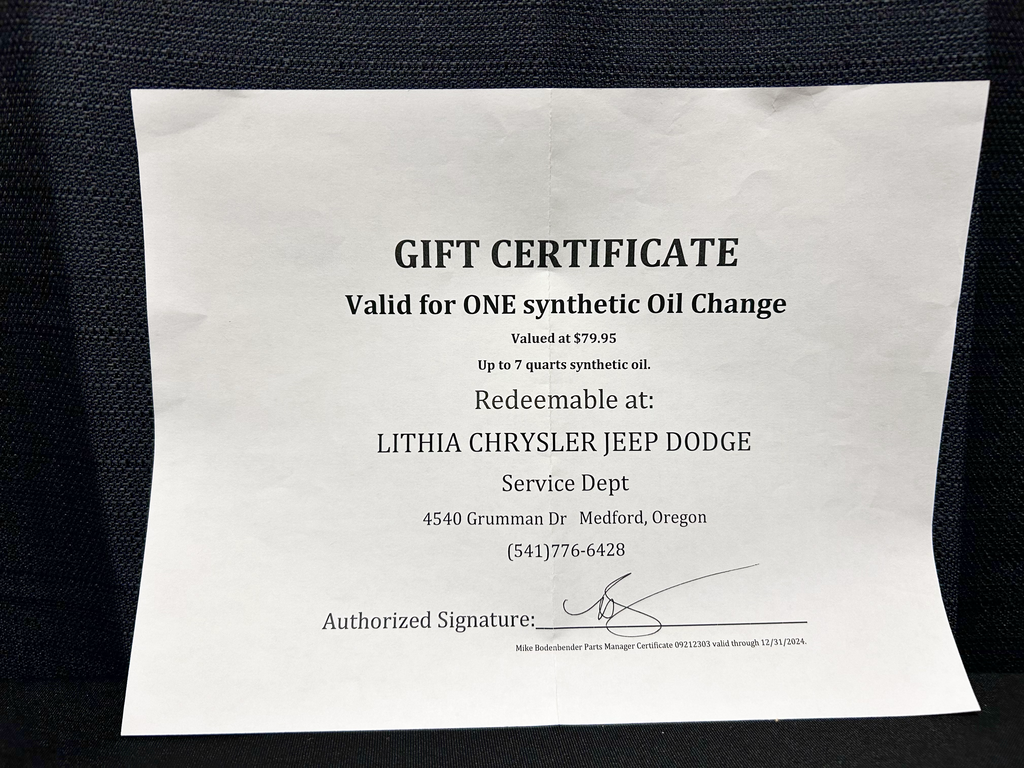 GIFT CERTIFICATE
Valid for ONE synthetic Oil Change
Valued at $79.95
Up to 7 quarts synthetic oil.
Redeemable at:
LITHIA CHRYSLER JEEP DODGE
Service Dept
4540 Grumman Dr Medford, Oregon
(541)776-6428
Authorized Signature:
Mike Bodenbender Parts Manager Certificate 09212303 valid through 12/31/2024.